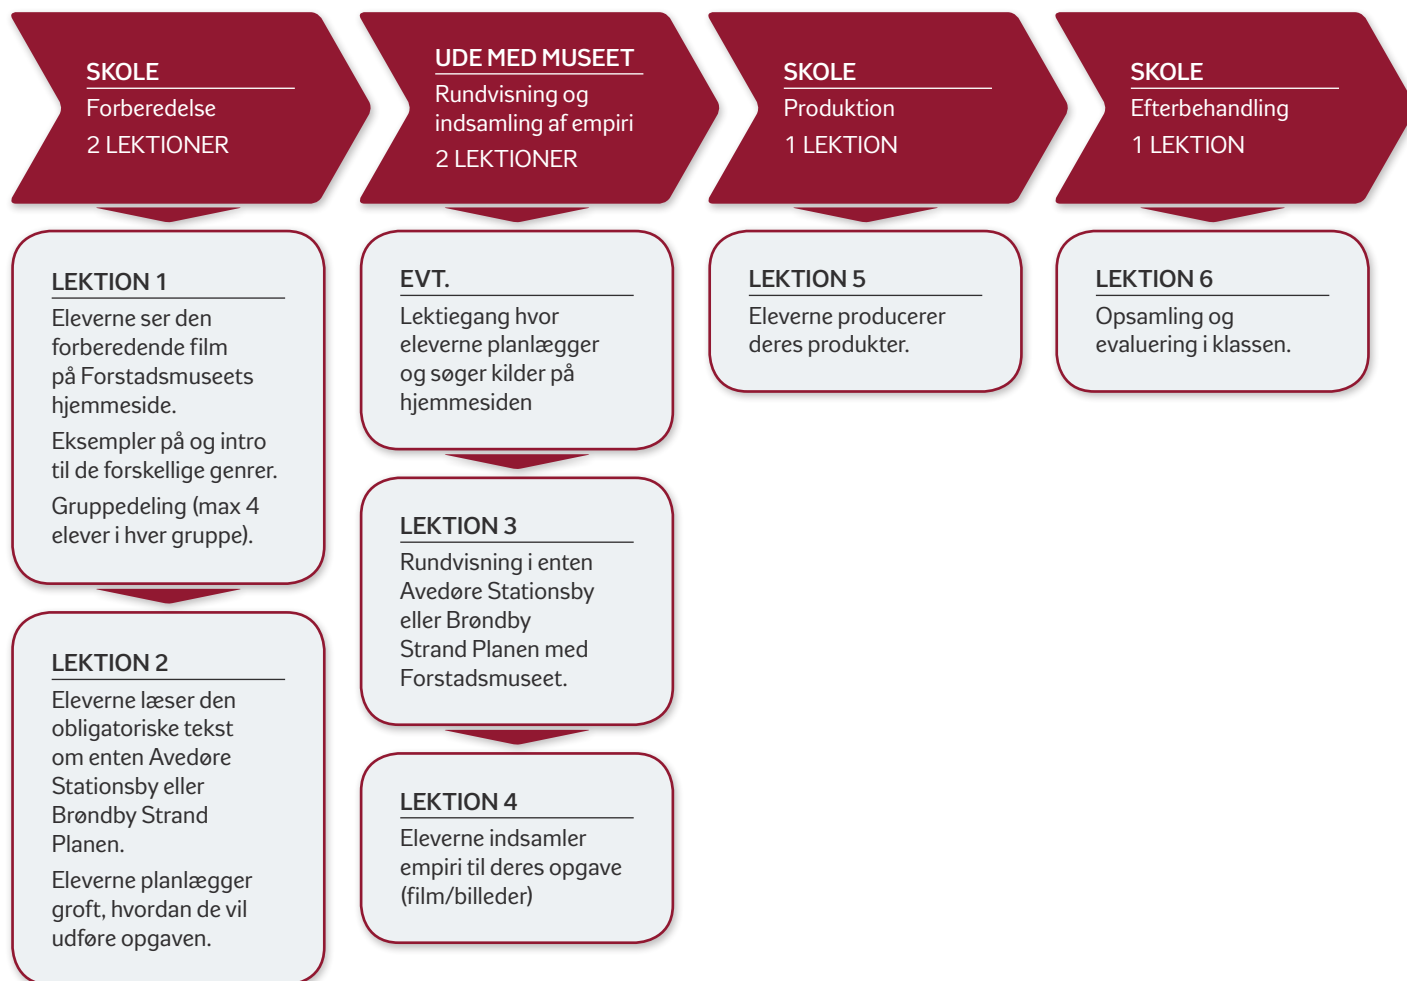 SKOLE
Forberedelse
2 LEKTIONER
LEKTION 1
Eleverne ser den
forberedende film
på Forstadsmuseets
hjemmeside.
Eksempler på og intro
til de forskellige genrer.
Gruppedeling (max 4
elever i hver gruppe).
LEKTION 2
Eleverne læser den
obligatoriske tekst
om enten Avedøre
Stationsby eller
Brøndby Strand
Planen.
Eleverne planlægger
groft, hvordan de vil
udføre opgaven.
UDE MED MUSEET
Rundvisning og
indsamling af empiri
2 LEKTIONER
EVT.
Lektiegang hvor
eleverne planlægger
og søger kilder på
hjemmesiden
LEKTION 3
Rundvisning i enten
Avedøre Stationsby
eller Brøndby
Strand Planen med
Forstadsmuseet.
LEKTION 4
Eleverne indsamler
empiri til deres opgave
(film/billeder)
SKOLE
Produktion
1 LEKTION
LEKTION 5
Eleverne producerer
deres produkter.
SKOLE
Efterbehandling
1 LEKTION
LEKTION 6
Opsamling og
evaluering i klassen.